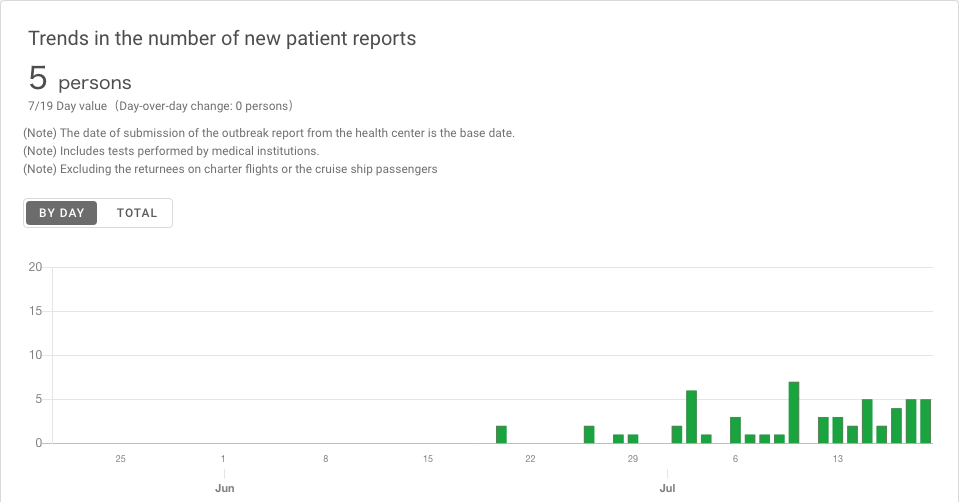 Trends in the number of new patient reports
5 persons
7/19 Day value（Day-over-day change: 0 persons）
(Note) The date of submission of the outbreak report from the health center is the base date.
(Note) Includes tests performed by medical institutions.
(Note) Excluding the returnees on charter flights or the cruise ship passengers
BY DAY TOTAL
20
15
10
5
0
25 1 8 15 22 29 6 13
Jun Jul